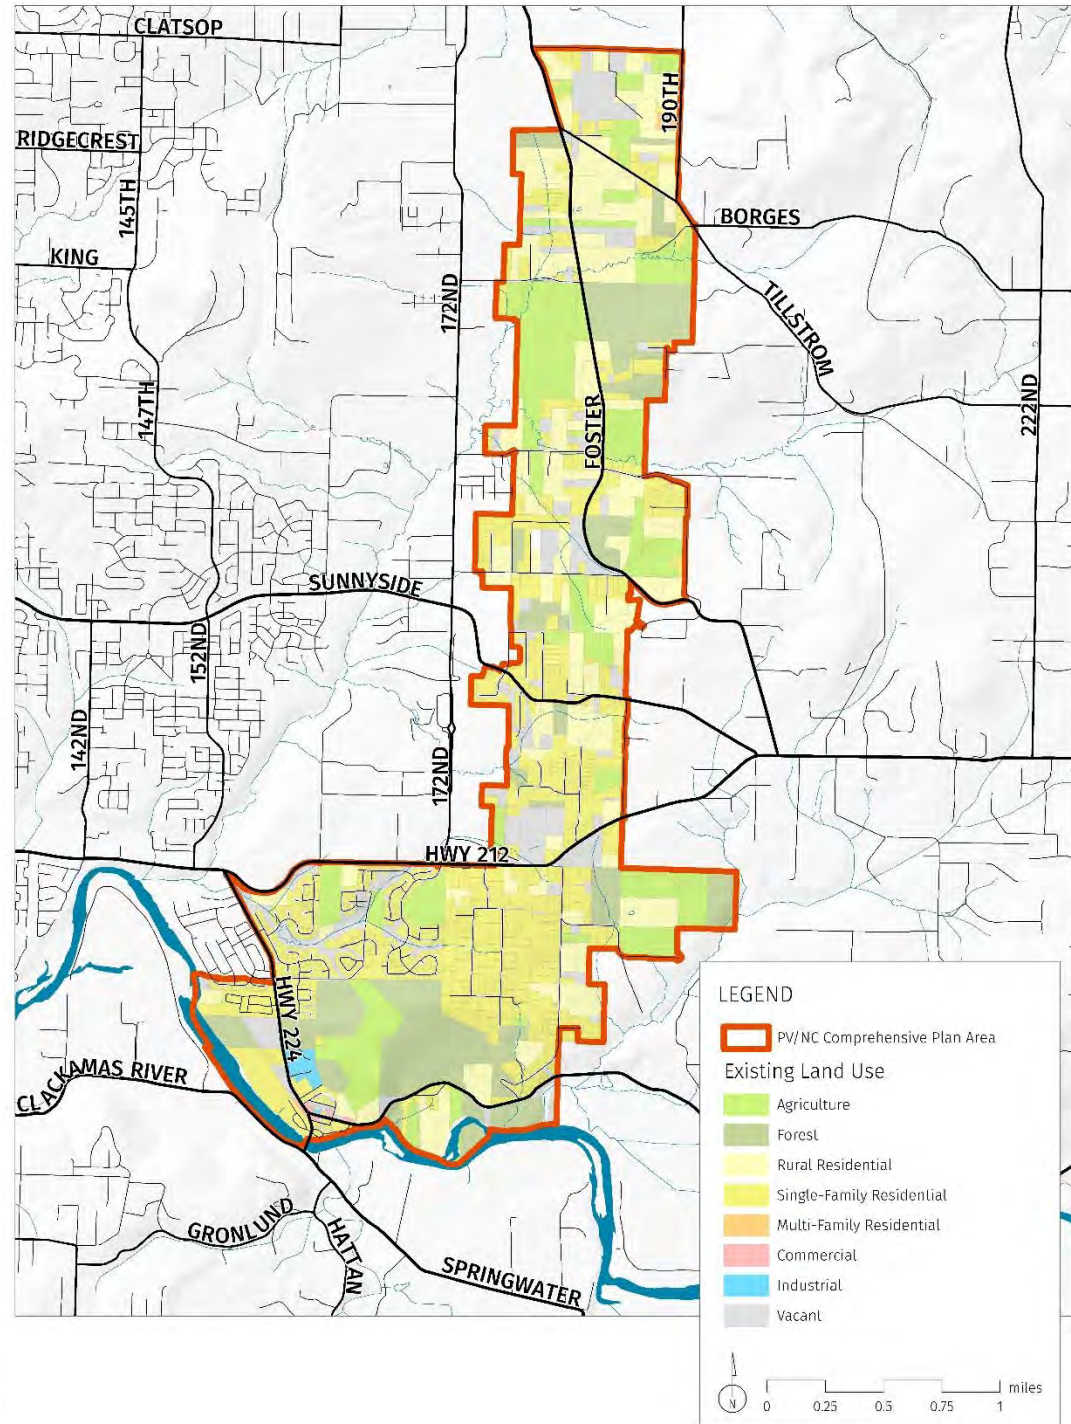 CLATSOP
RIDGECREST
145TH
190TH
KING
BORGES
172ND
TILLSTROM
147TH
222ND
FOSTER
SUNNYSIDE
152ND
142ND
172ND
HWY 212
HWY 224
CLACKAMAS RIVER
GRONLUND
HATTAN
SPRINGWATER
LEGEND
PV/NC Comprehensive Plan Area
Existing Land Use
Agriculture
Forest
Rural Residential
Single-Family Residential
Multi-Family Residential
Commercial
Industrial
Vacant
N
miles
0 0.25 0.5 0.75 1